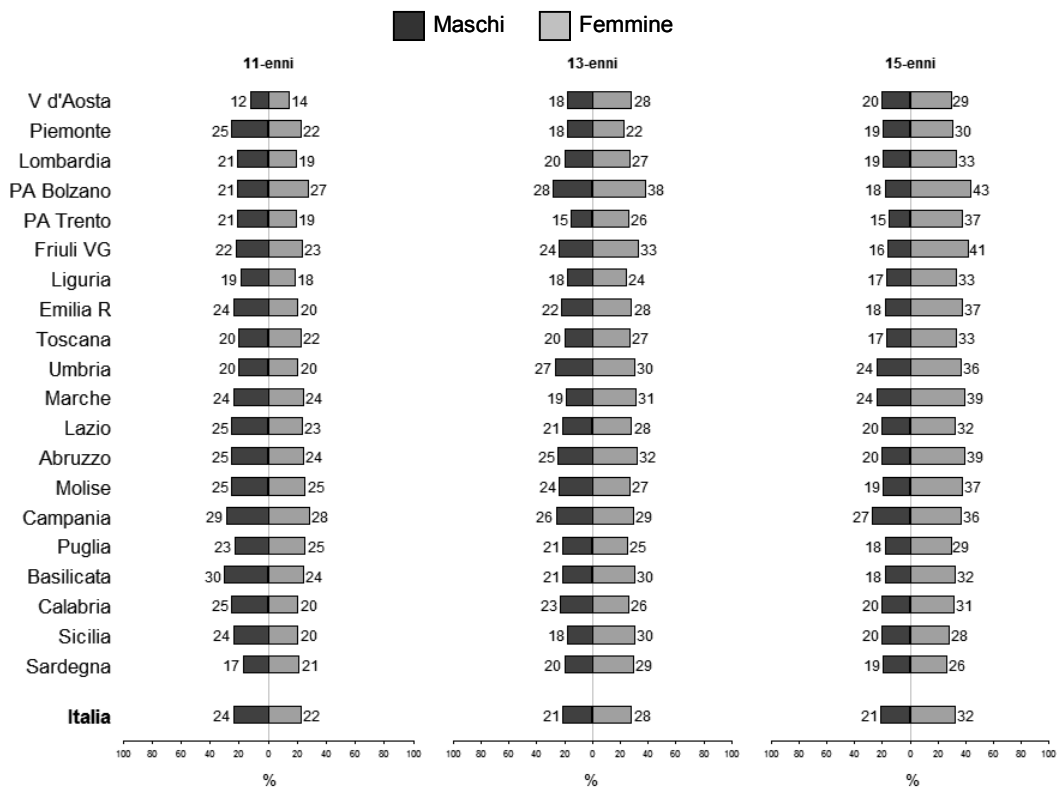 Maschi Femmine
11-enni 13-enni 15-enni
V d'Aosta 12 14 18 28 20 29
Piemonte 25 22 18 22 19 30
Lombardia 21 19 20 27 19 33
PA Bolzano 21 27 28 38 18 43
PA Trento 21 19 15 26 15 37
Friuli VG 22 23 24 33 16 41
Liguria 19 18 18 24 17 33
Emilia R 24 20 22 28 18 37
Toscana 20 22 20 27 17 33
Umbria 20 20 27 30 24 36
Marche 24 24 19 31 24 39
Lazio 25 23 21 28 20 32
Abruzzo 25 24 25 32 20 39
Molise 25 25 24 27 19 37
Campania 29 28 26 29 27 36
Puglia 23 25 21 25 18 29
Basilicata 30 24 21 30 18 32
Calabria 25 20 23 26 20 31
Sicilia 24 20 18 30 20 28
Sardegna 17 21 20 29 19 26
Italia 24 22 21 28 21 32
100 80 60 40 20 0 20 40 60 80 100 100 80 60 40 20 0 20 40 60 80 100 100 80 60 40 20 0 20 40 60 80 100
% % %